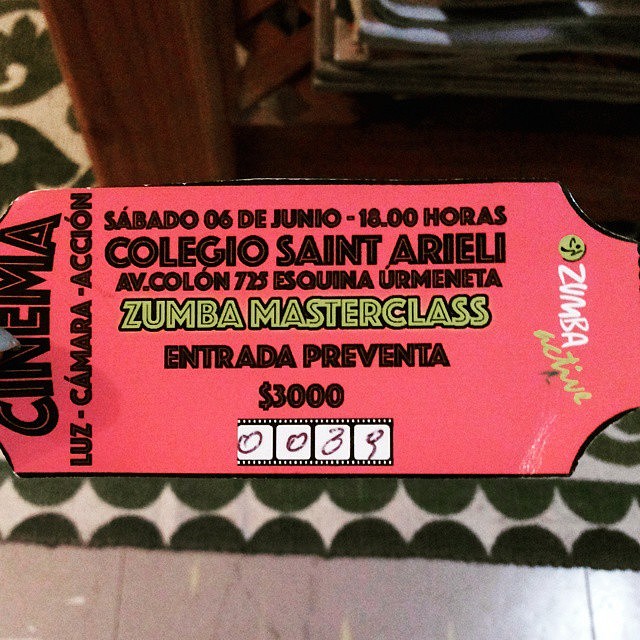 CINEMA
LUZ - CÁMARA - ACCIÓN
SÁBADO 06 DE JUNIO - 18.00 HORAS
COLEGIO SAINT ARIELI
AV.COLÓN 725 ESQUINA URMENETA
ZUMBA MASTERCLASS
ENTRADA PREVENTA
$3000
0039
ZUMBA
active